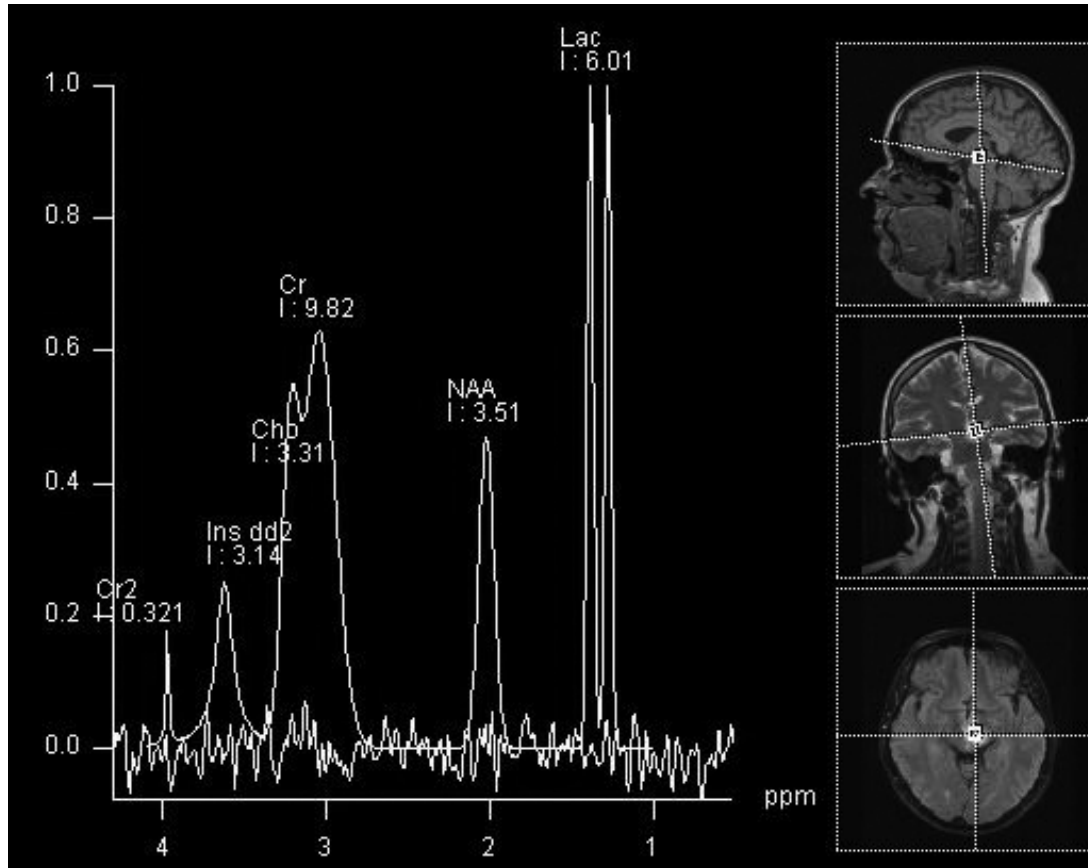 Lac
I : 6.01
1.0
0.8
Cr
I : 9.82
0.6
NAA
I : 3.51
Cho
I : 3.31
0.4
Ins dd2
I : 3.14
Cr2
I : 0.321
0.2
0.0
ppm
4 3 2 1